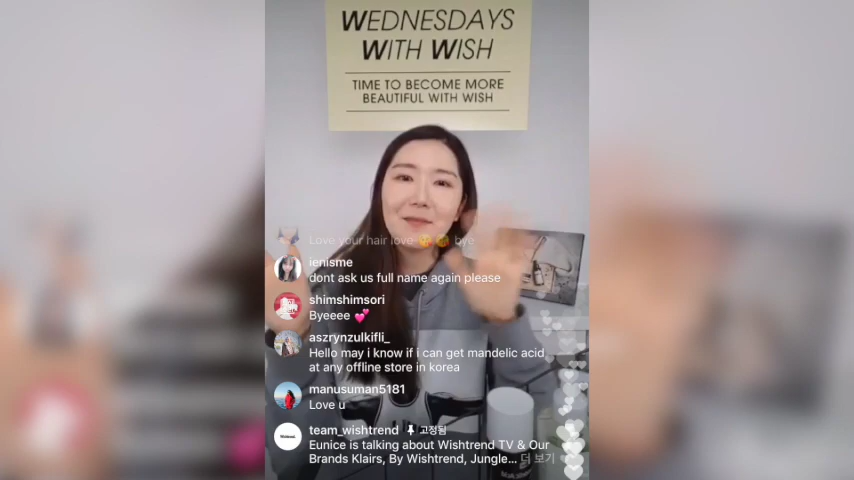 WEDNESDAYS
WITH WISH
TIME TO BECOME MORE
BEAUTIFUL WITH WISH
Love your hair love 😘 bye
ienisme
dont ask us full name again please
shimshimsori
Byeeee 💕
aszrynzulkifli_
Hello may i know if i can get mandelic acid
at any offline store in korea
manusuman5181
Love u
team_wishtrend 고정됨
Eunice is talking about Wishtrend TV & Our
Brands Klairs, By Wishtrend, Jungle... 더 보기
Wishtrend.